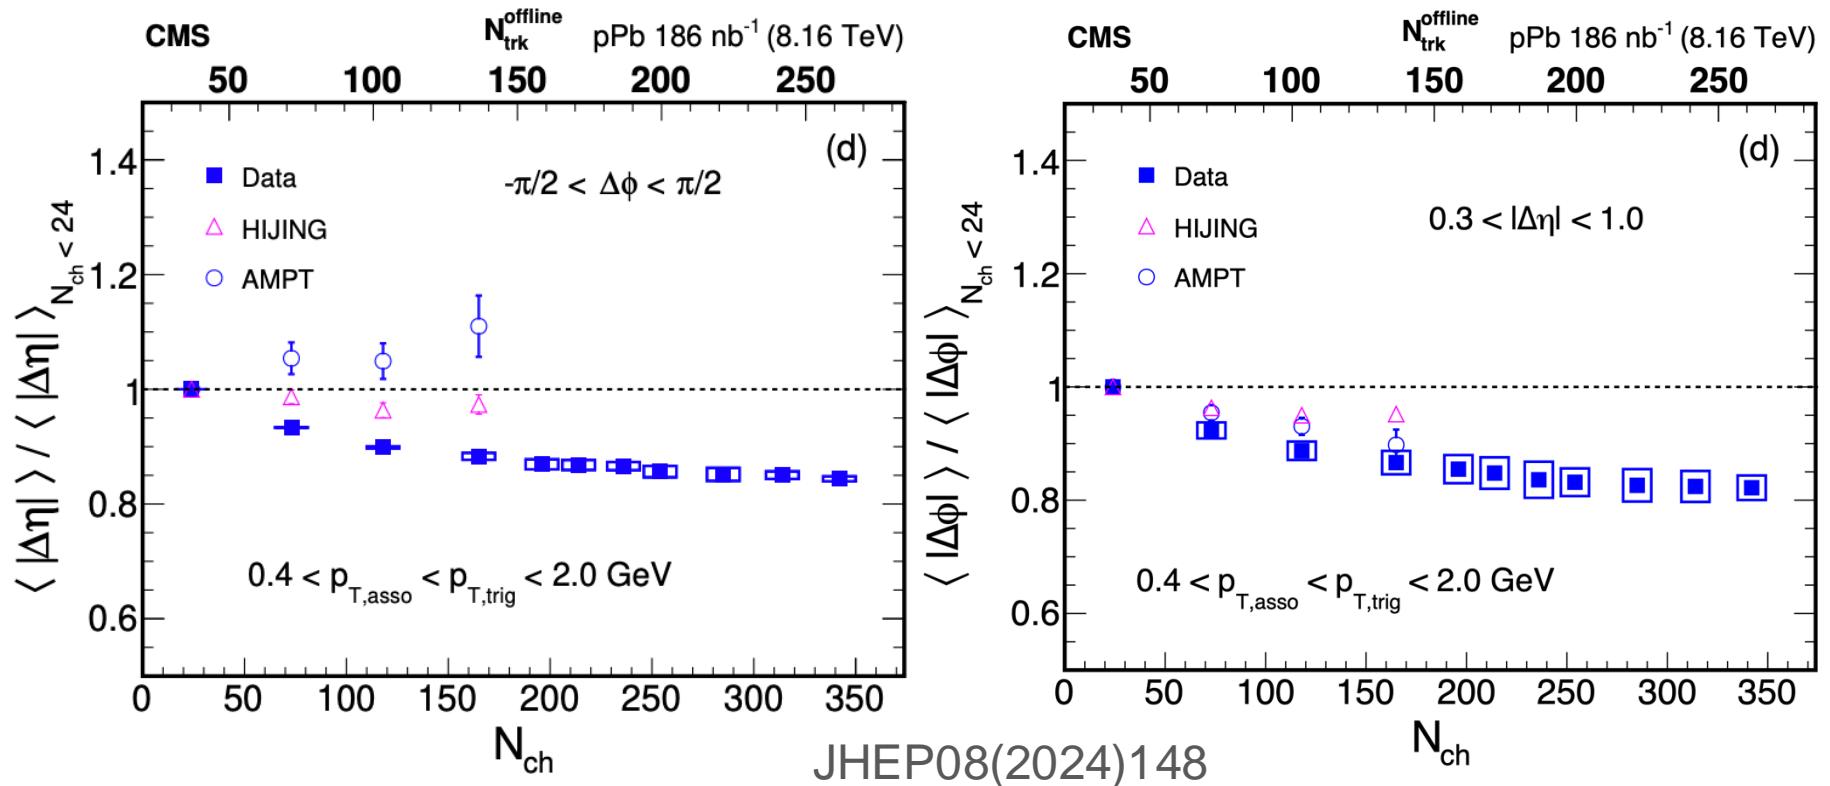 CMS N_trk^offline pPb 186 nb⁻¹ (8.16 TeV)
50 100 150 200 250
(d)
Data
HIJING
AMPT
-π/2 < Δϕ < π/2
0.4 < p_T,asso < p_T,trig < 2.0 GeV
1.4
1.2
1
0.8
0.6
⟨ |Δη| ⟩ / ⟨ |Δη| ⟩_N_ch < 24
0 50 100 150 200 250 300 350
N_ch
CMS N_trk^offline pPb 186 nb⁻¹ (8.16 TeV)
50 100 150 200 250
(d)
Data
HIJING
AMPT
0.3 < |Δη| < 1.0
0.4 < p_T,asso < p_T,trig < 2.0 GeV
1.4
1.2
1
0.8
0.6
⟨ |Δϕ| ⟩ / ⟨ |Δϕ| ⟩_N_ch < 24
0 50 100 150 200 250 300 350
N_ch
JHEP08(2024)148